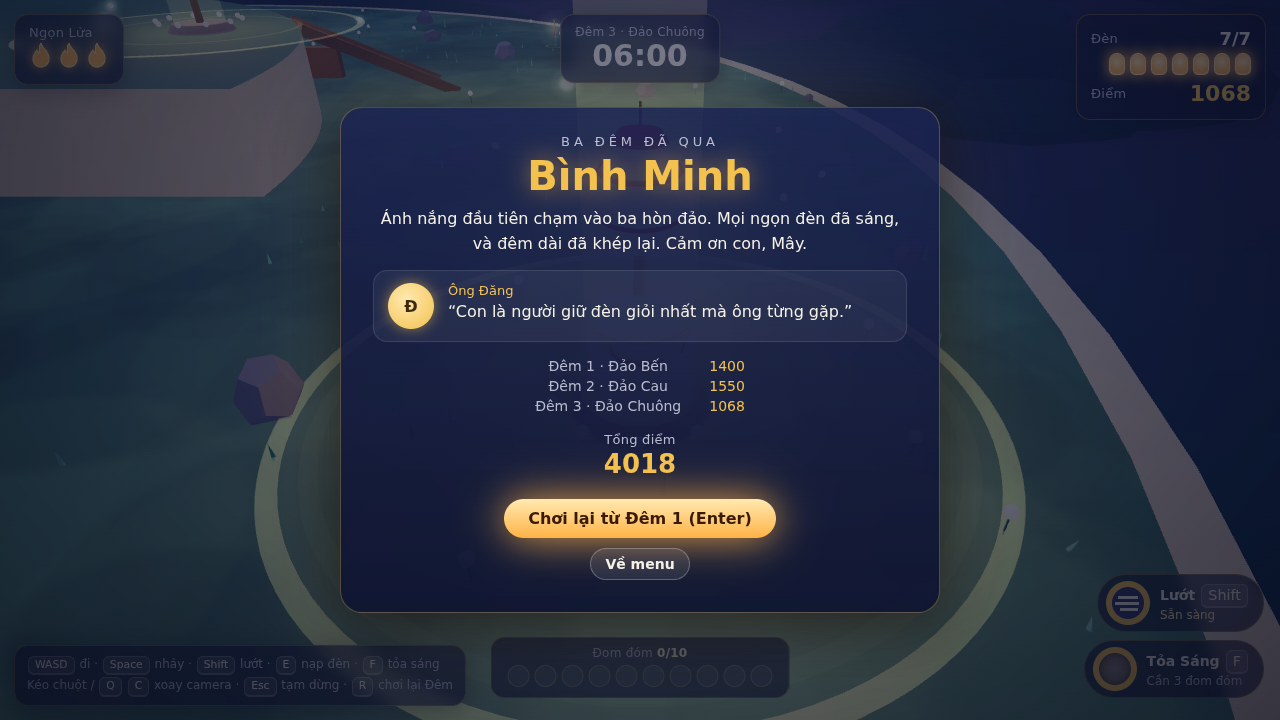 Ngọn Lửa
Đêm 3 · Đảo Chuông
06:00
Đèn 7/7
Điểm 1068
BA ĐÊM ĐÃ QUA
Bình Minh
Ánh nắng đầu tiên chạm vào ba hòn đảo. Mọi ngọn đèn đã sáng,
và đêm dài đã khép lại. Cảm ơn con, Mây.
Đ
Ông Đăng
“Con là người giữ đèn giỏi nhất mà ông từng gặp.”
Đêm 1 · Đảo Bến 1400
Đêm 2 · Đảo Cau 1550
Đêm 3 · Đảo Chuông 1068
Tổng điểm
4018
Chơi lại từ Đêm 1 (Enter)
Về menu
Lướt Shift
Sẵn sàng
Tỏa Sáng F
Cần 3 đom đóm
Đom đóm 0/10
WASD đi · Space nhảy · Shift lướt · E nạp đèn · F tỏa sáng
Kéo chuột / Q C xoay camera · Esc tạm dừng · R chơi lại Đêm